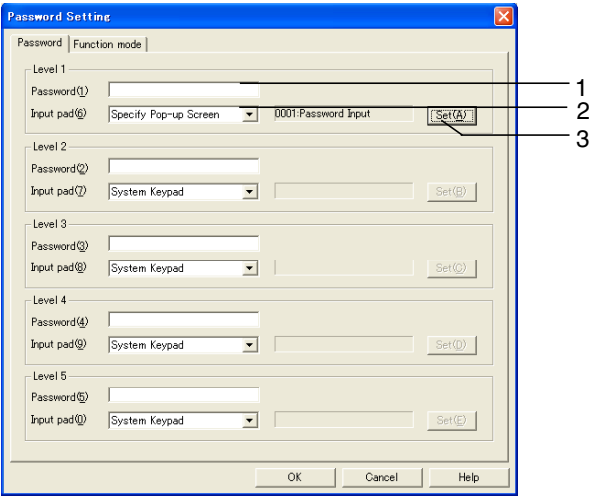 Password Setting
Password Function mode
Level 1
Password(1) 1
Input pad(6) Specify Pop-up Screen 0001:Password Input Set(A) 2
3
Level 2
Password(2)
Input pad(7) System Keypad Set(B)
Level 3
Password(3)
Input pad(8) System Keypad Set(C)
Level 4
Password(4)
Input pad(9) System Keypad Set(D)
Level 5
Password(5)
Input pad(0) System Keypad Set(E)
OK Cancel Help